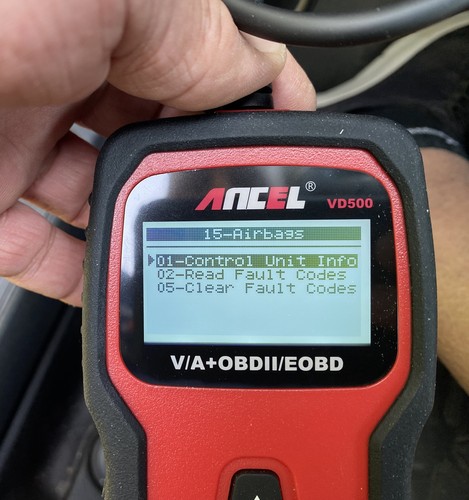 ANCEL® VD500
15-Airbags
01-Control Unit Info
02-Read Fault Codes
05-Clear Fault Codes
V/A+OBDII/EOBD